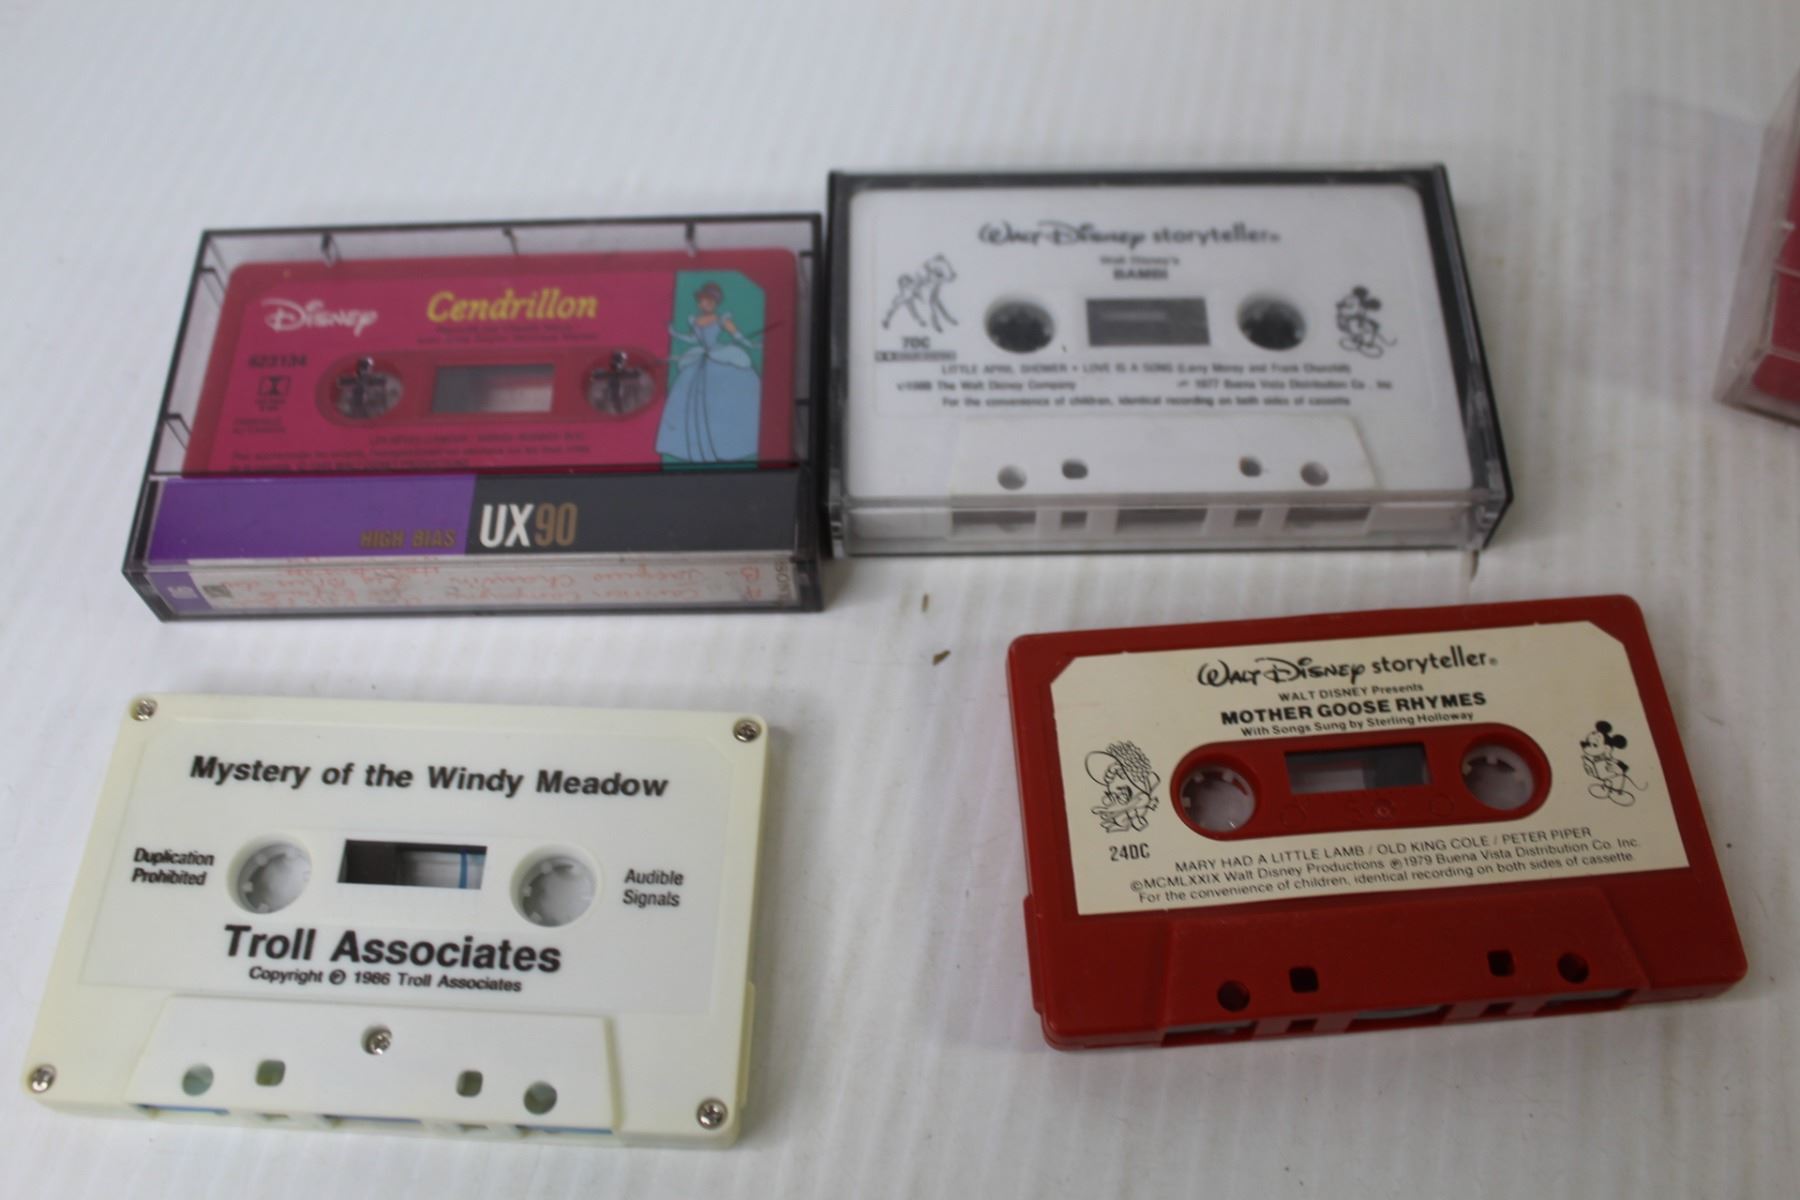 Disney
Cendrillon
HIGH BIAS
UX90
WALT DISNEY storyteller®
Walt Disney's
BAMBI
70C
LITTLE APRIL SHOWER • LOVE IS A SONG (Larry Morey and Frank Churchill)
The Walt Disney Company
1977 Buena Vista Distribution Co., Inc
For the convenience of children, identical recording on both sides of cassette
Mystery of the Windy Meadow
Duplication
Prohibited
Audible
Signals
Troll Associates
Copyright ℗ 1986 Troll Associates
WALT DISNEY storyteller®
WALT DISNEY Presents
MOTHER GOOSE RHYMES
With Songs Sung by Sterling Holloway
24DC
MARY HAD A LITTLE LAMB / OLD KING COLE / PETER PIPER
©MCMLXXIX Walt Disney Productions ℗1979 Buena Vista Distribution Co. Inc.
For the convenience of children, identical recording on both sides of cassette.